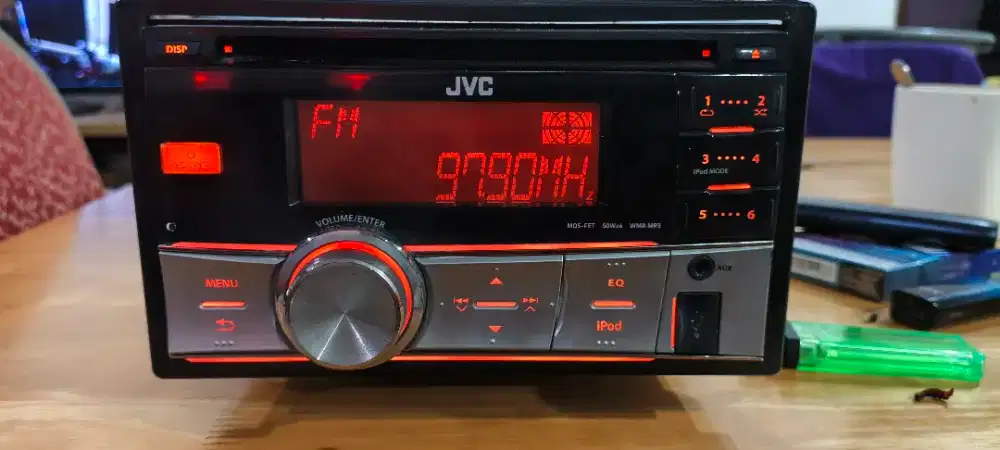 DISP
JVC
FM
97.90MHz
1 •••• 2
3 •••• 4
iPod MODE
5 •••• 6
VOLUME/ENTER
MOS-FET 50Wx4 WMA MP3
MENU
EQ
iPod
AUX